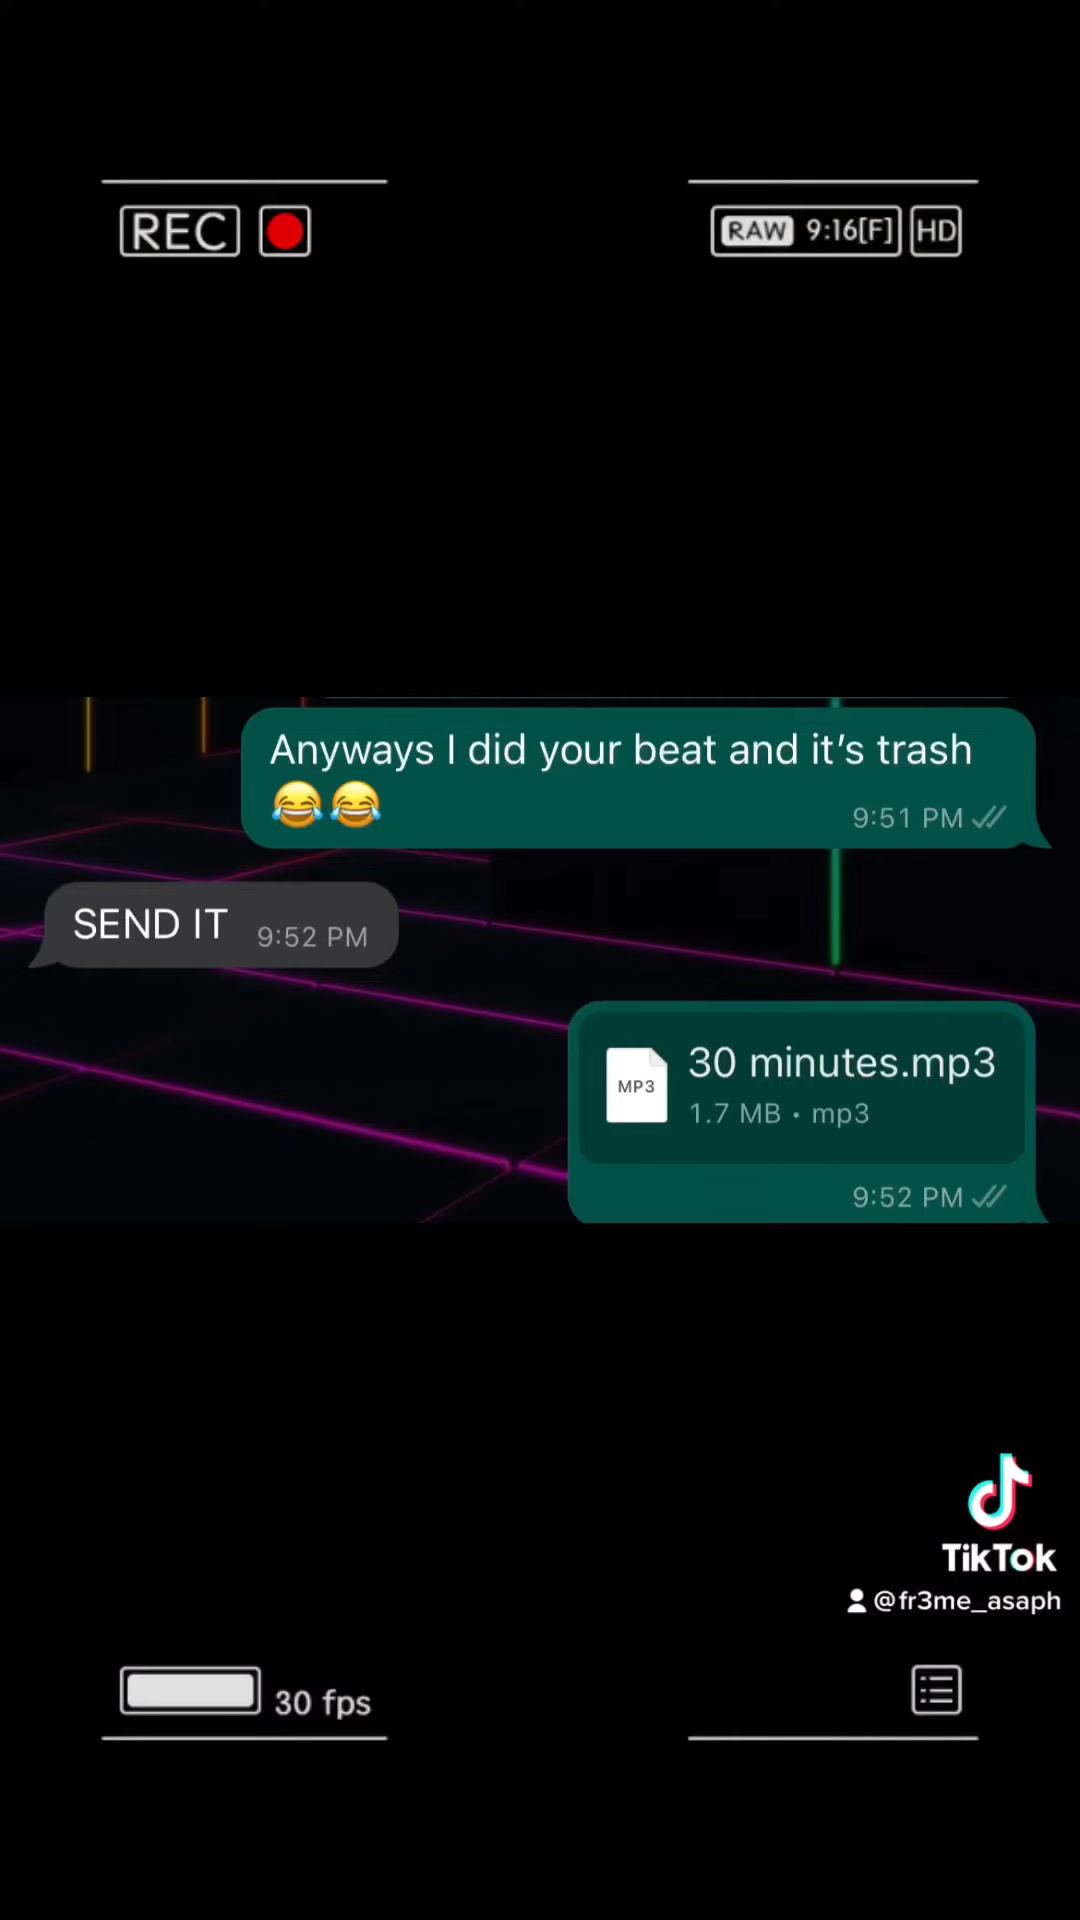 REC
RAW 9:16[F] HD
Anyways I did your beat and it’s trash
😂😂 9:51 PM
SEND IT 9:52 PM
MP3
30 minutes.mp3
1.7 MB • mp3
9:52 PM
TikTok
@fr3me_asaph
30 fps